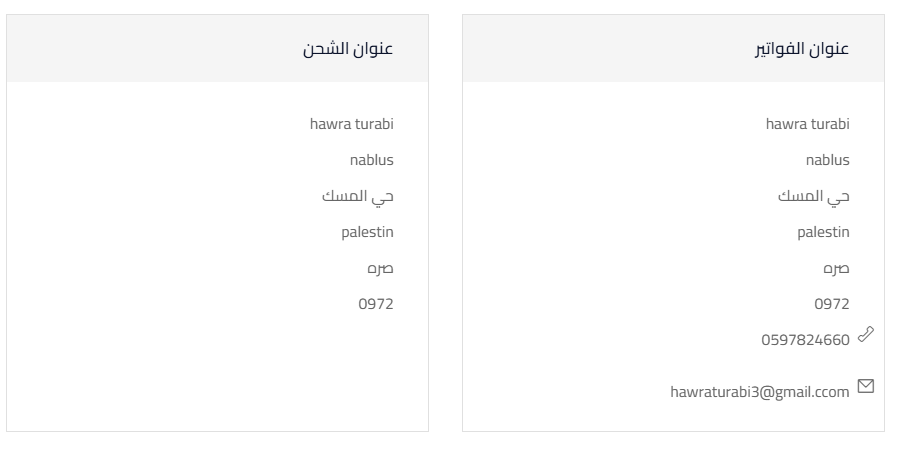 عنوان الفواتير
hawra turabi
nablus
حي المسك
palestin
صره
0972
0597824660
hawraturabi3@gmail.ccom
عنوان الشحن
hawra turabi
nablus
حي المسك
palestin
صره
0972